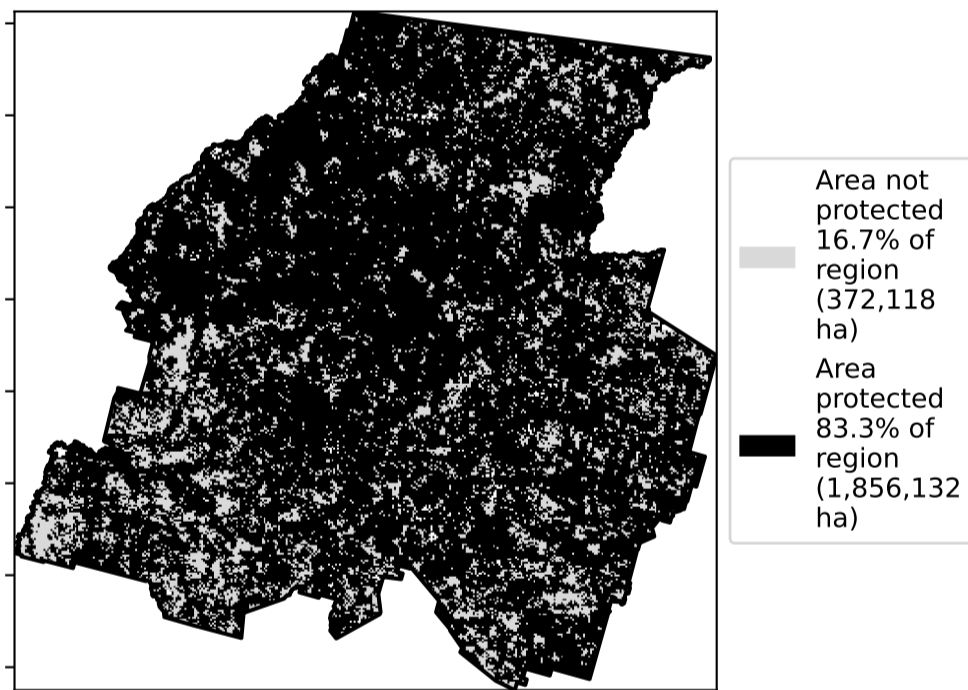 Area not
protected
16.7% of
region
(372,118
ha)
Area
protected
83.3% of
region
(1,856,132
ha)